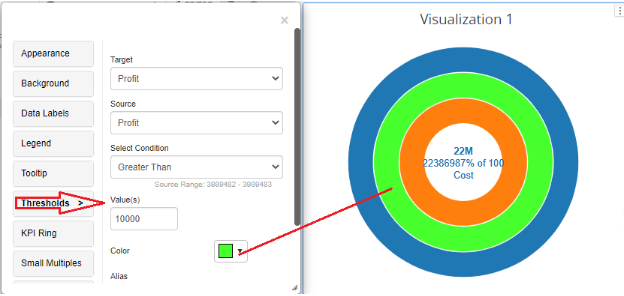 Visualization 1
Appearance
Background
Data Labels
Legend
Tooltip
Thresholds >
KPI Ring
Small Multiples
Target
Profit
Source
Profit
Select Condition
Greater Than
Source Range: 3089482 - 3089483
Value(s)
10000
Color
Alias
22M
22386987% of 100
Cost